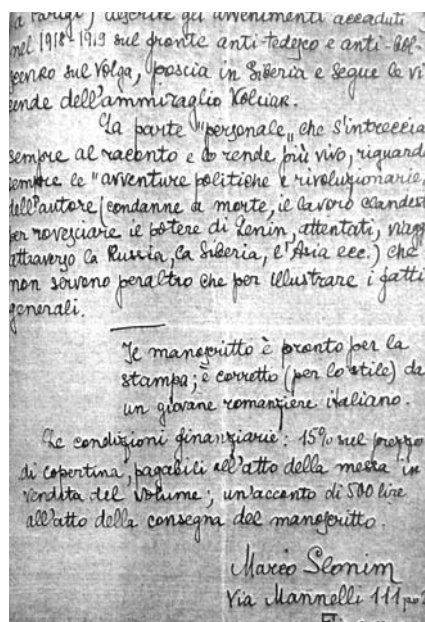 a Parigi) descrive gli avvenimenti accaduti
nel 1918-1919 sul fronte anti-tedesco e anti-bol-
scenko sul Volga, poscia in Siberia e segue le vi
cende dell'ammiraglio Kolciak.
La parte "personale" che s'intreccia
sempre al racconto e lo rende più vivo, riguarda
sempre le "avventure politiche e rivoluzionarie"
dell'autore (condanne a morte, il lavoro clandest
per rovesciare il potere di Lenin, attentati, viagg
attraverso la Russia, la Siberia, l'Asia ecc.) che
non servono peraltro che per illustrare i fatti
generali.
Il manoscritto è pronto per la
stampa; è corretto (per lo stile) da
un giovane romanziere italiano.
Le condizioni finanziarie: 15% sul prezzo
di copertina, pagabili all'atto della messa in
vendita del volume; un'acconto di 500 lire
all'atto della consegna del manoscritto.
Marco Slonim
Via Mannelli 111 po